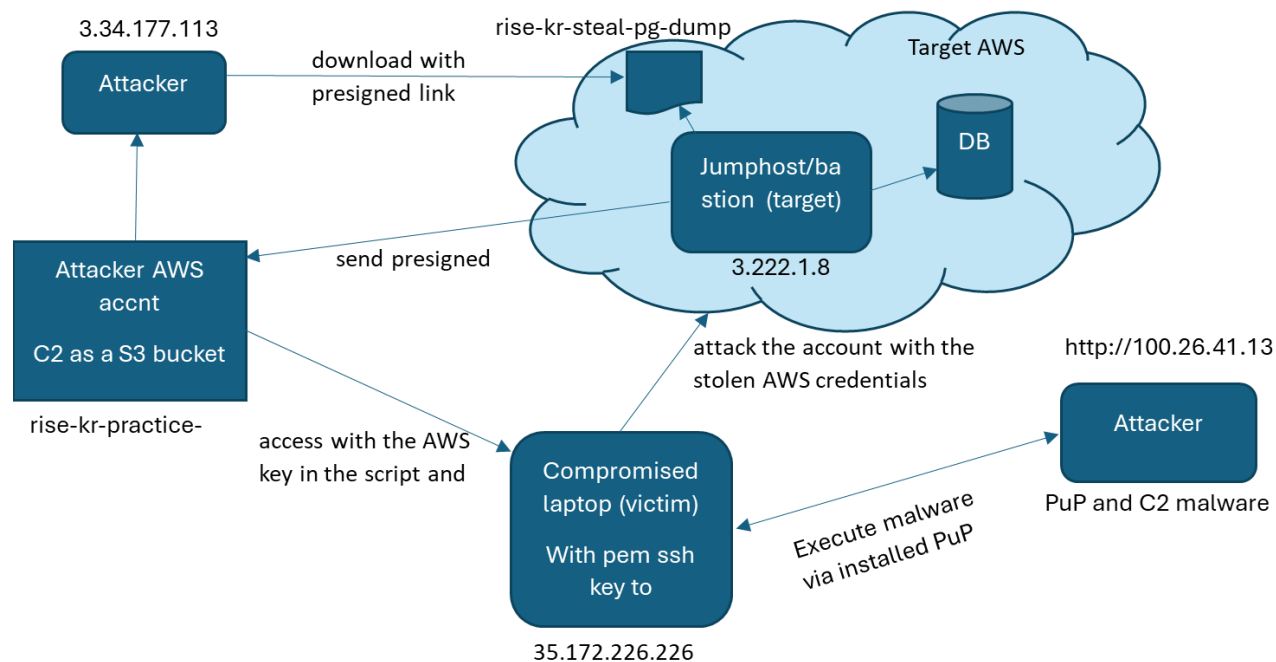 3.34.177.113
Attacker
download with
presigned link
rise-kr-steal-pg-dump
Target AWS
DB
Jumphost/ba
stion (target)
3.222.1.8
send presigned
Attacker AWS
accnt
C2 as a S3 bucket
rise-kr-practice-
access with the AWS
key in the script and
attack the account with the
stolen AWS credentials
http://100.26.41.13
Attacker
PuP and C2 malware
Execute malware
via installed PuP
Compromised
laptop (victim)
With pem ssh
key to
35.172.226.226